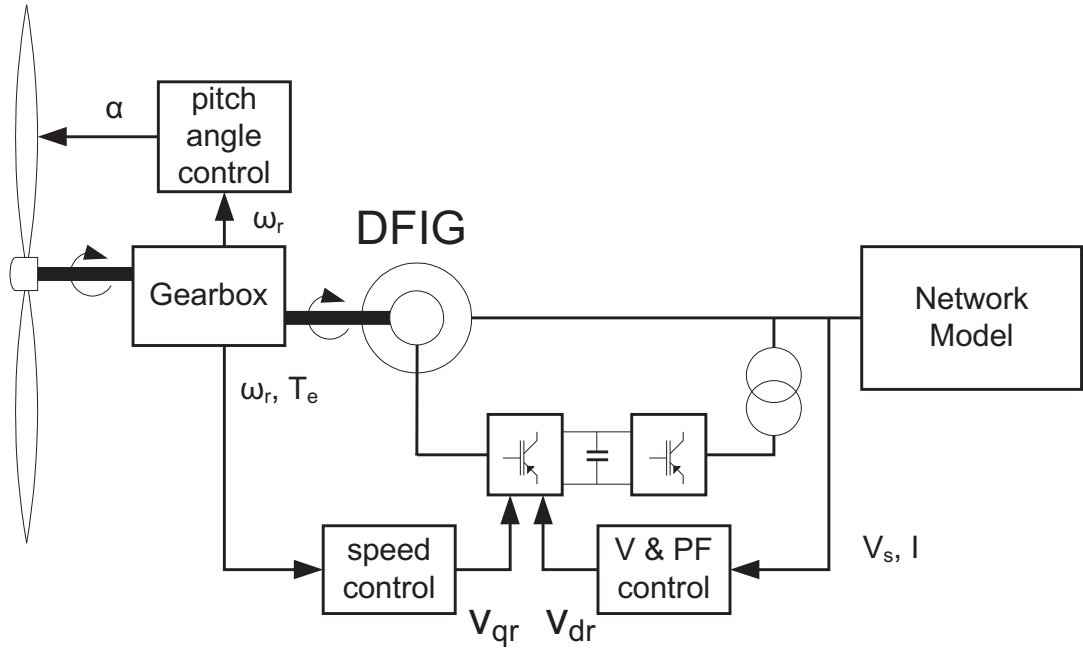 pitch
angle
control
α
ωr
DFIG
Gearbox
Network
Model
ωr, Te
speed
control
V & PF
control
Vs, I
vqr
vdr